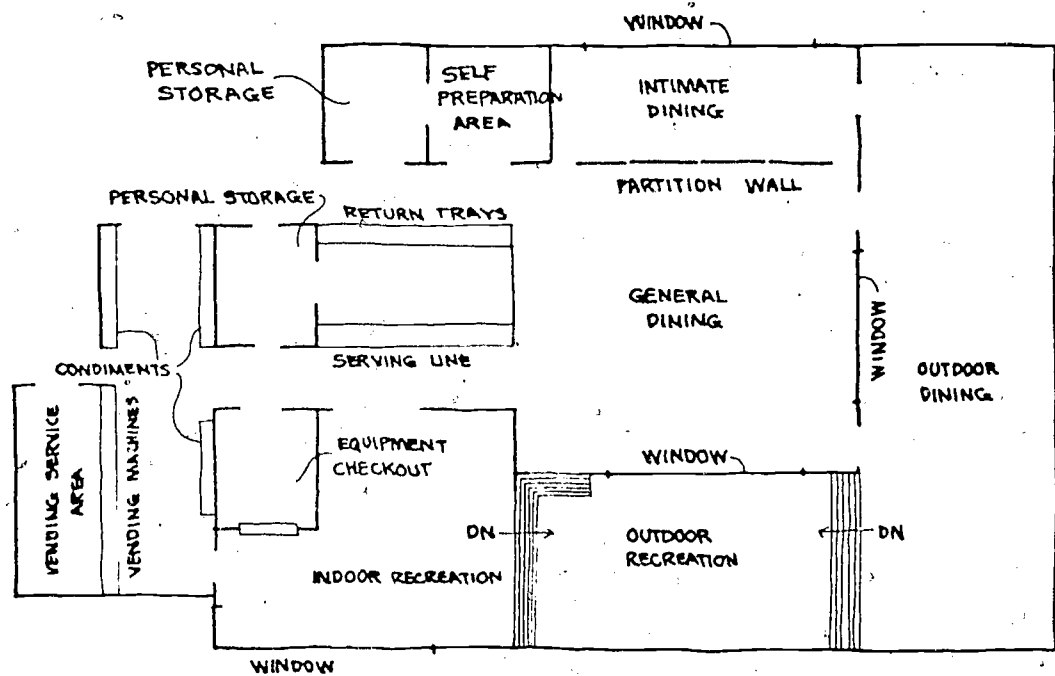 WINDOW
PERSONAL
STORAGE
SELF
PREPARATION
AREA
INTIMATE
DINING
PARTITION WALL
PERSONAL STORAGE
RETURN TRAYS
GENERAL
DINING
WINDOW
SERVING LINE
CONDIMENTS
OUTDOOR
DINING
VENDING SERVICE
AREA
VENDING MACHINES
EQUIPMENT
CHECKOUT
WINDOW
DN
OUTDOOR
RECREATION
DN
INDOOR RECREATION
WINDOW